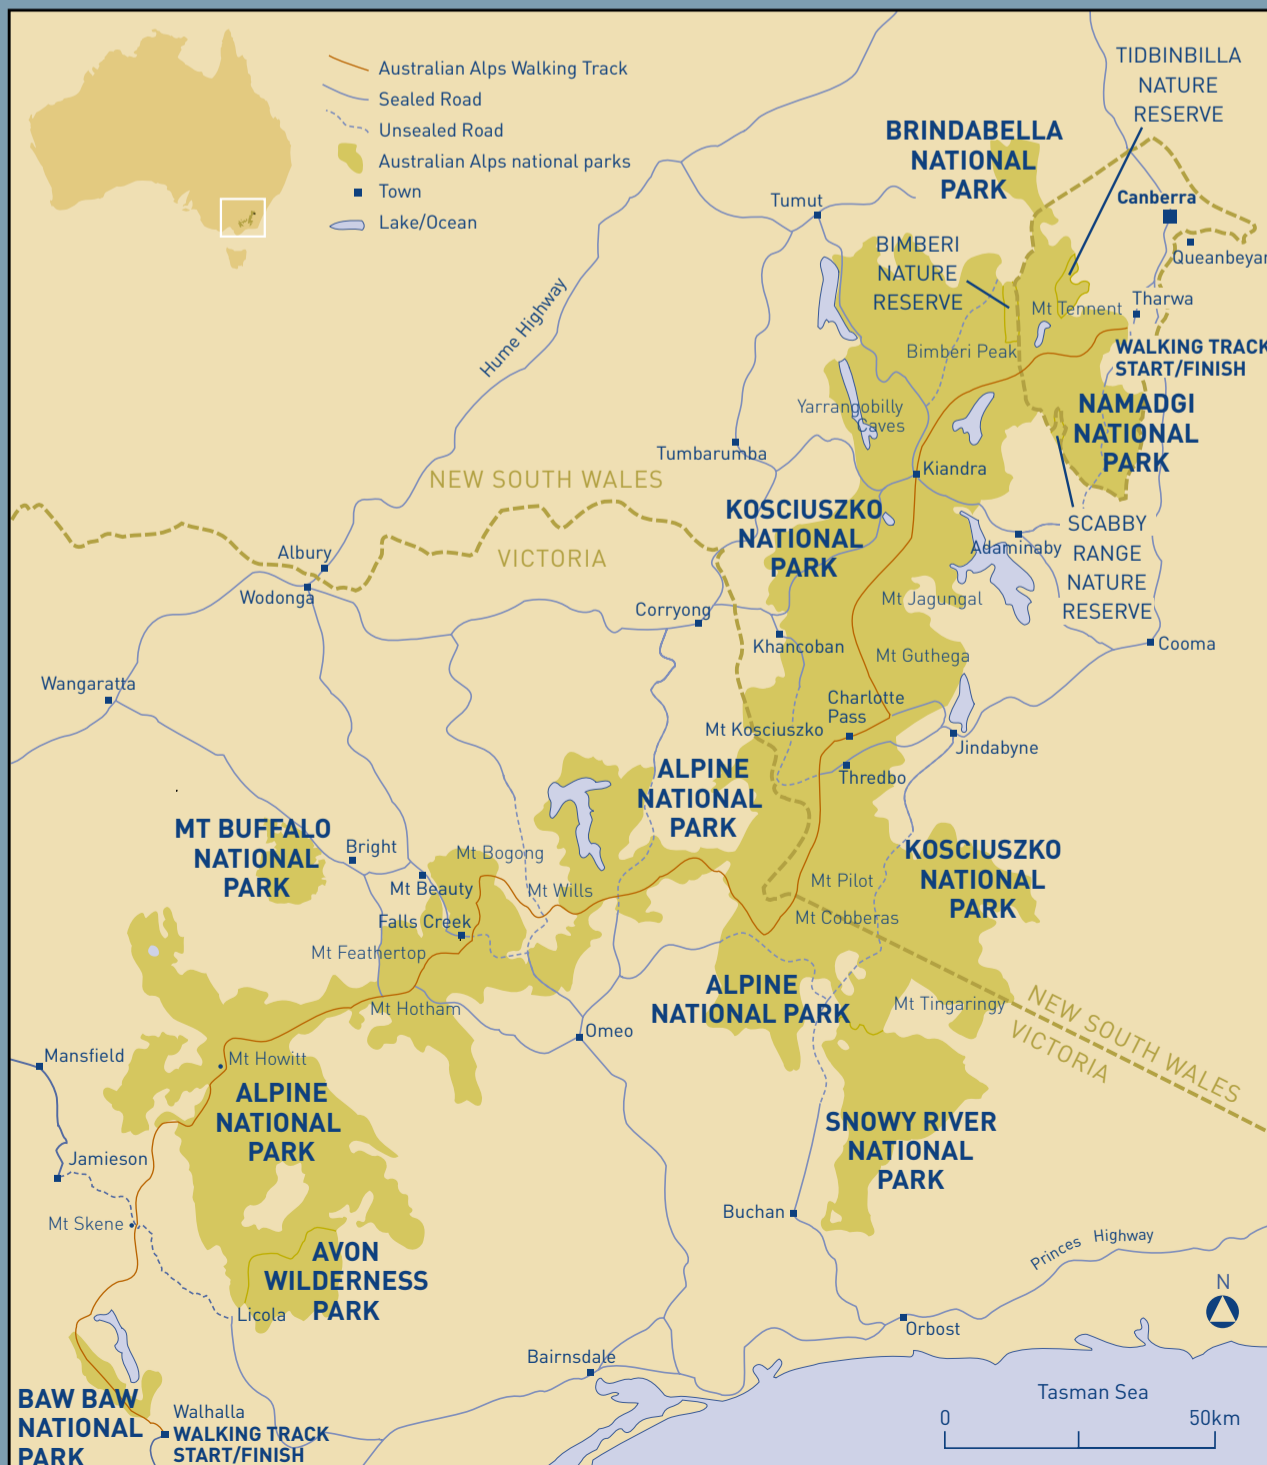 Australian Alps Walking Track
Sealed Road
Unsealed Road
Australian Alps national parks
Town
Lake/Ocean
TIDBINBILLA
NATURE
RESERVE
BRINDABELLA
NATIONAL
PARK
Canberra
Tumut
Queanbeyan
BIMBERI
NATURE
RESERVE
Mt Tennent
Tharwa
Hume Highway
WALKING TRACK
START/FINISH
Bimberi Peak
NAMADGI
NATIONAL
PARK
Yarrangobilly
Caves
Tumbarumba
Kiandra
NEW SOUTH WALES
VICTORIA
KOSCIUSZKO
NATIONAL
PARK
SCABBY
RANGE
NATURE
RESERVE
Adaminaby
Albury
Wodonga
Corryong
Mt Jagungal
Khancoban
Mt Guthega
Cooma
Wangaratta
Charlotte
Pass
Mt Kosciuszko
Jindabyne
Thredbo
ALPINE
NATIONAL
PARK
MT BUFFALO
NATIONAL
PARK
Bright
Mt Bogong
KOSCIUSZKO
NATIONAL
PARK
Mt Beauty
Mt Wills
Mt Pilot
Falls Creek
Mt Cobberas
Mt Feathertop
ALPINE
NATIONAL PARK
Mt Hotham
Mt Tingaringy
NEW SOUTH WALES
VICTORIA
Omeo
Mansfield
Mt Howitt
ALPINE
NATIONAL
PARK
SNOWY RIVER
NATIONAL
PARK
Jamieson
Mt Skene
Buchan
Princes Highway
AVON
WILDERNESS
PARK
Licola
N
Orbost
Bairnsdale
Tasman Sea
BAW BAW
NATIONAL
PARK
Walhalla
WALKING TRACK
START/FINISH
0 50km